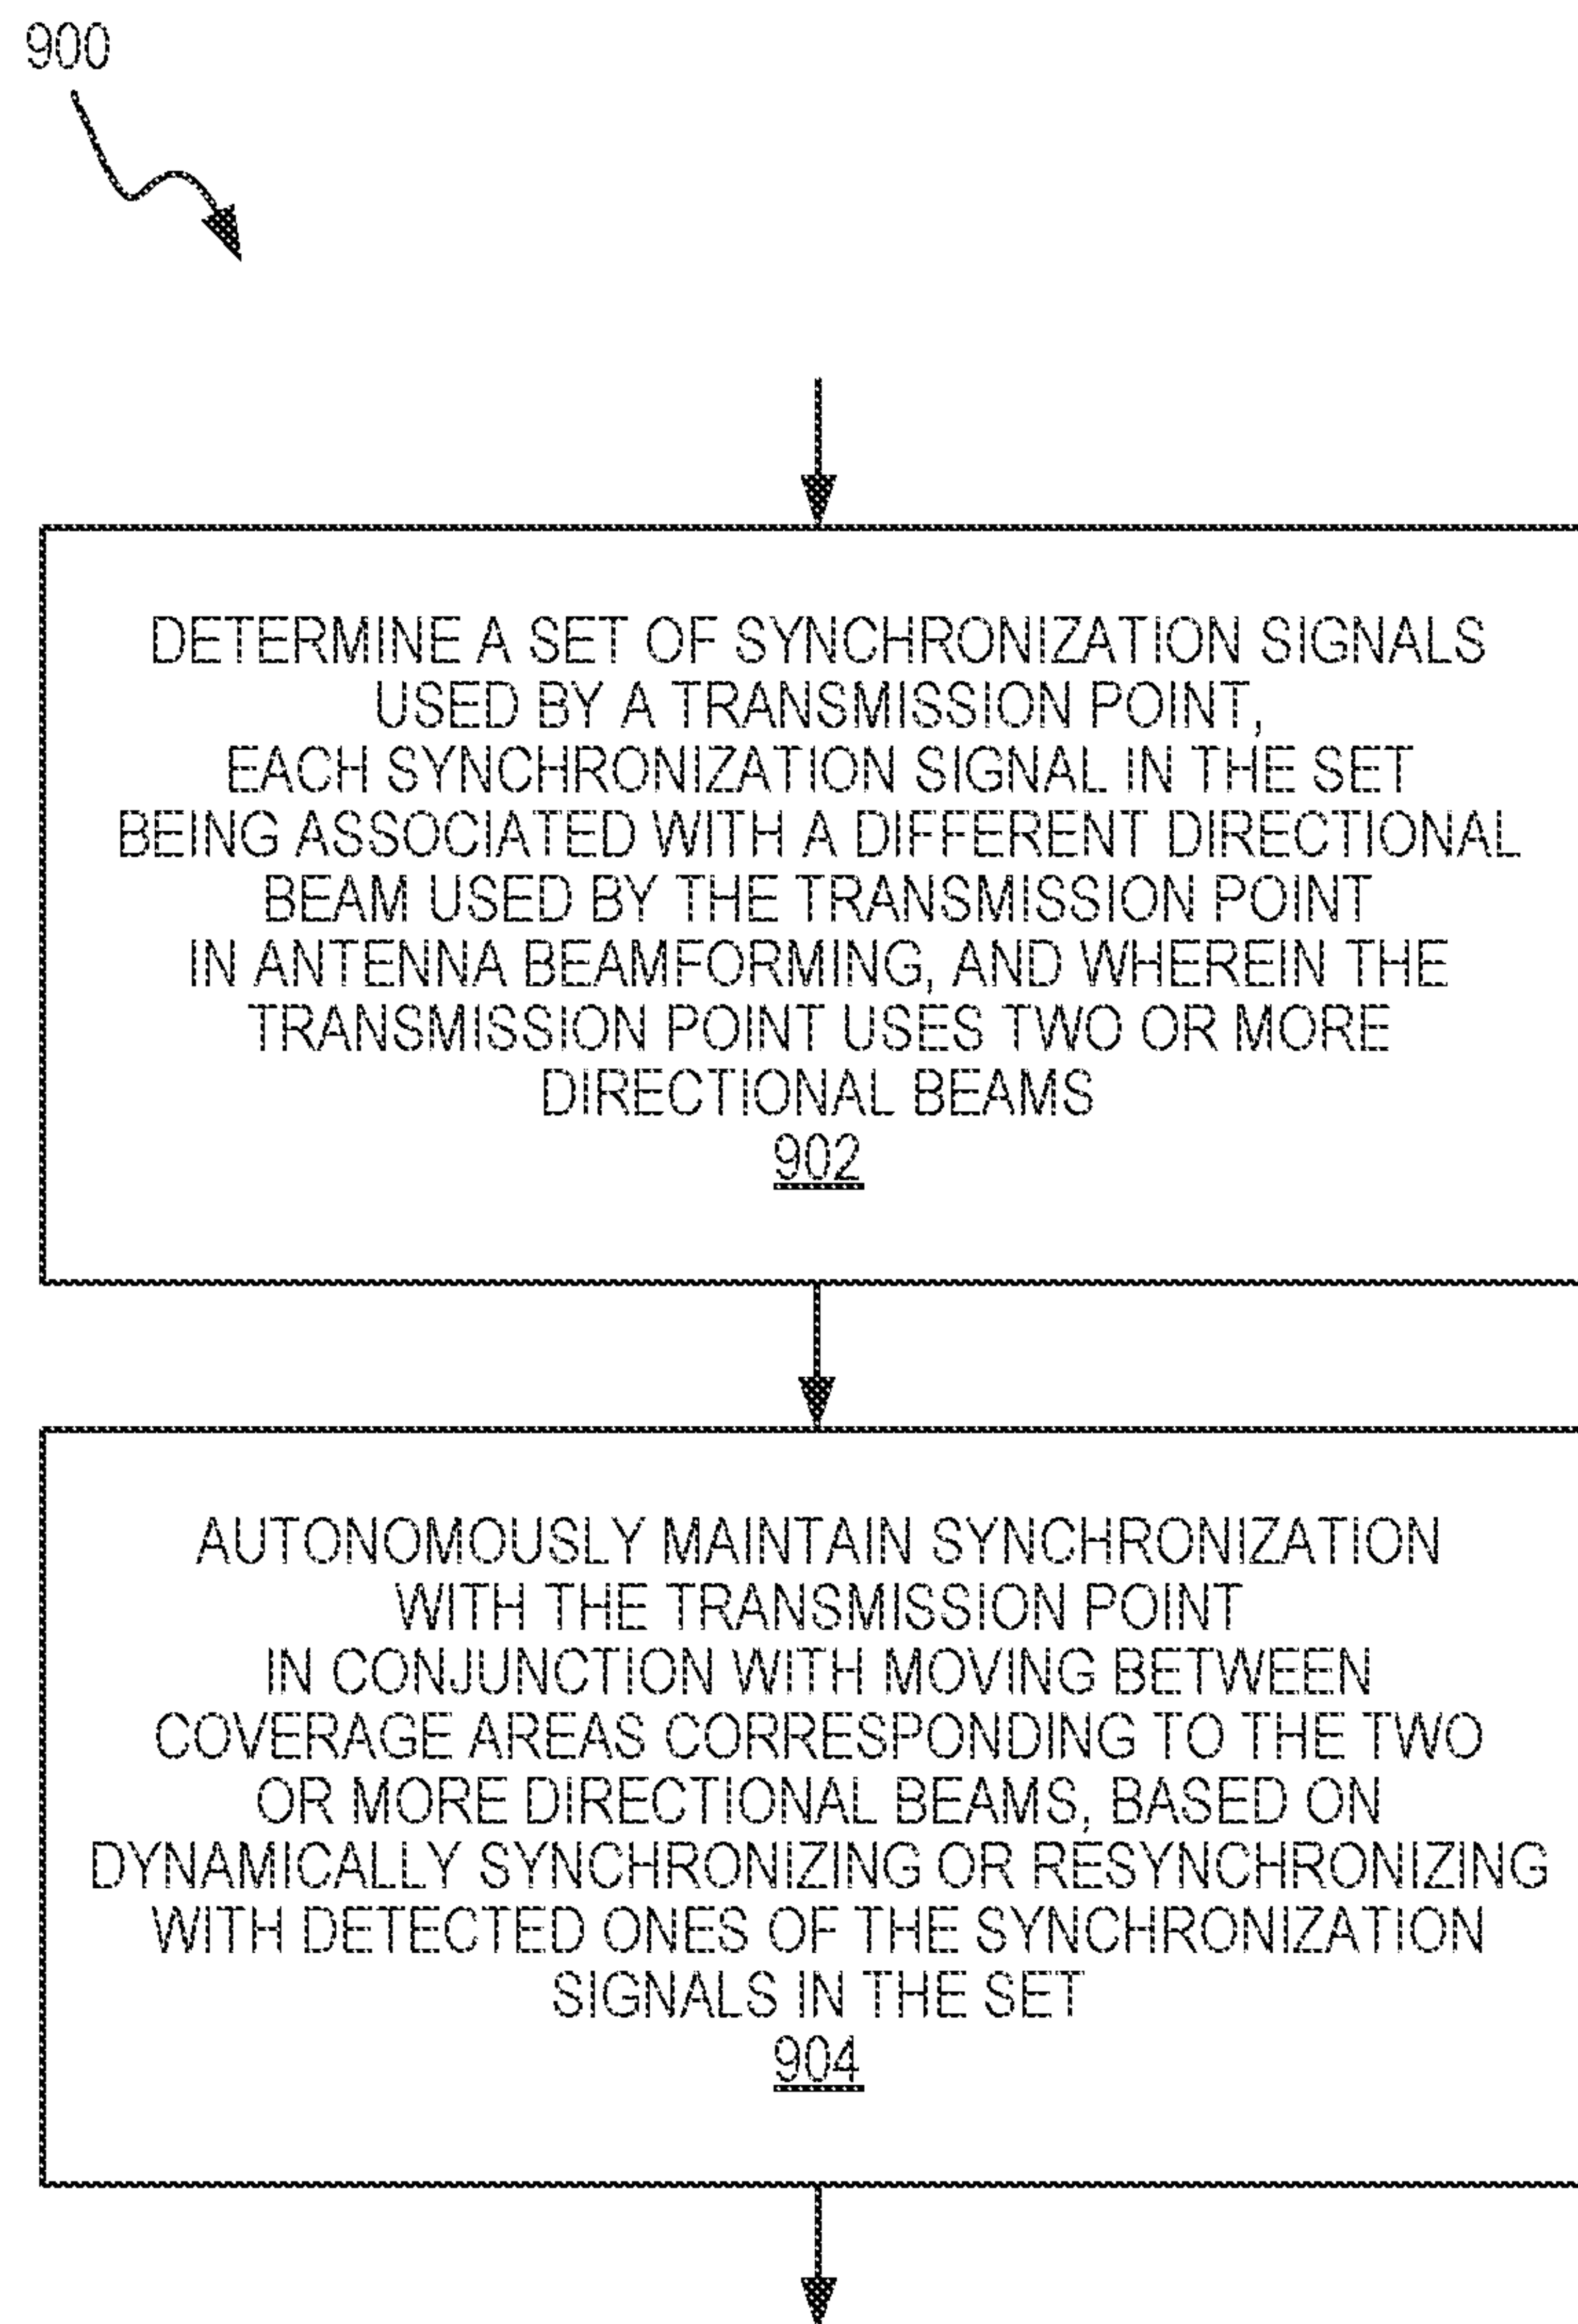 900
DETERMINE A SET OF SYNCHRONIZATION SIGNALS
USED BY A TRANSMISSION POINT,
EACH SYNCHRONIZATION SIGNAL IN THE SET
BEING ASSOCIATED WITH A DIFFERENT DIRECTIONAL
BEAM USED BY THE TRANSMISSION POINT
IN ANTENNA BEAMFORMING, AND WHEREIN THE
TRANSMISSION POINT USES TWO OR MORE
DIRECTIONAL BEAMS
902
AUTONOMOUSLY MAINTAIN SYNCHRONIZATION
WITH THE TRANSMISSION POINT
IN CONJUNCTION WITH MOVING BETWEEN
COVERAGE AREAS CORRESPONDING TO THE TWO
OR MORE DIRECTIONAL BEAMS, BASED ON
DYNAMICALLY SYNCHRONIZING OR RESYNCHRONIZING
WITH DETECTED ONES OF THE SYNCHRONIZATION
SIGNALS IN THE SET
904